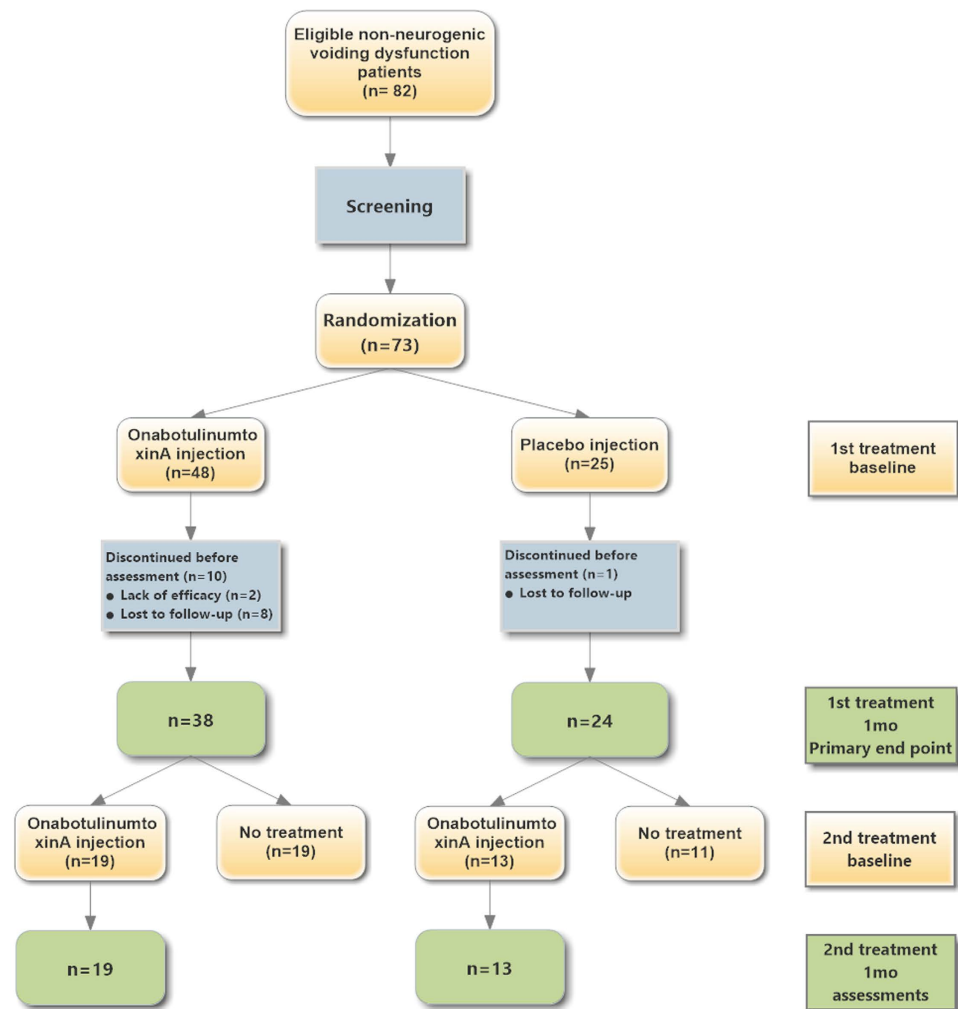 Eligible non-neurogenic
voiding dysfunction
patients
(n= 82)
Screening
Randomization
(n=73)
Onabotulinumto
xinA injection
(n=48)
Placebo injection
(n=25)
1st treatment
baseline
Discontinued before
assessment (n=10)
● Lack of efficacy (n=2)
● Lost to follow-up (n=8)
Discontinued before
assessment (n=1)
● Lost to follow-up
n=38
n=24
1st treatment
1mo
Primary end point
Onabotulinumto
xinA injection
(n=19)
No treatment
(n=19)
Onabotulinumto
xinA injection
(n=13)
No treatment
(n=11)
2nd treatment
baseline
n=19
n=13
2nd treatment
1mo
assessments